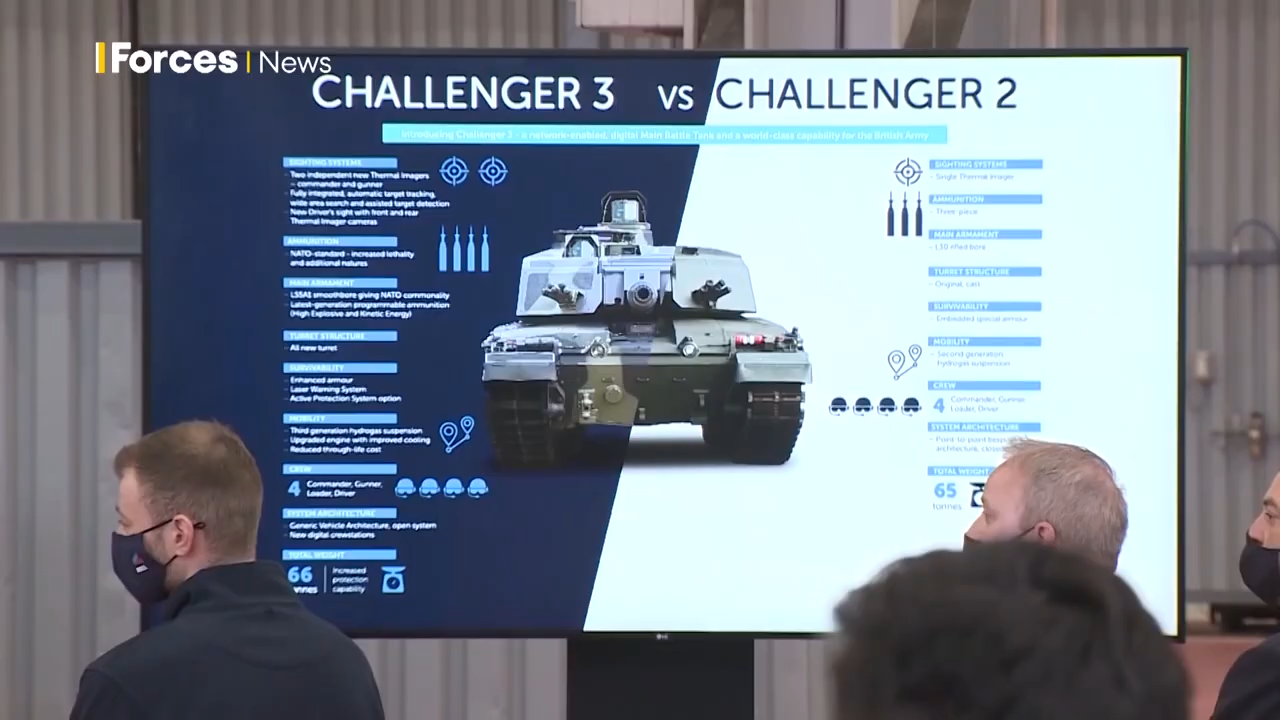 Forces News
CHALLENGER 3 vs CHALLENGER 2
Introducing Challenger 3 - a network-enabled, digital Main Battle Tank and a world-class capability for the British Army
SIGHTING SYSTEMS
- Two independent new Thermal Imagers
– commander and gunner
- Fully integrated, automatic target tracking,
wide area search and assisted target detection
- New Driver's sight with front and rear
Thermal Imager cameras
AMMUNITION
- NATO-standard - increased lethality
and additional natures
MAIN ARMAMENT
- L55A1 smoothbore giving NATO commonality
- Latest-generation programmable ammunition
(High Explosive and Kinetic Energy)
TURRET STRUCTURE
- All new turret
SURVIVABILITY
- Enhanced armour
- Laser Warning System
- Active Protection System option
MOBILITY
- Third generation hydrogas suspension
- Upgraded engine with improved cooling
- Reduced through-life cost
CREW
4 Commander, Gunner,
Loader, Driver
SYSTEM ARCHITECTURE
- Generic Vehicle Architecture, open system
- New digital crewstations
TOTAL WEIGHT
66
nnes
Increased
protection
capability
SIGHTING SYSTEMS
- Single Thermal Imager
AMMUNITION
- Three-piece
MAIN ARMAMENT
- L30 rifled bore
TURRET STRUCTURE
- Original, cast
SURVIVABILITY
- Embedded special armour
MOBILITY
- Second generation
hydrogas suspension
CREW
4 Commander, Gunner,
Loader, Driver
SYSTEM ARCHITECTURE
- Point to point
architecture,
TOTAL WEIGHT
65
tonnes
LG